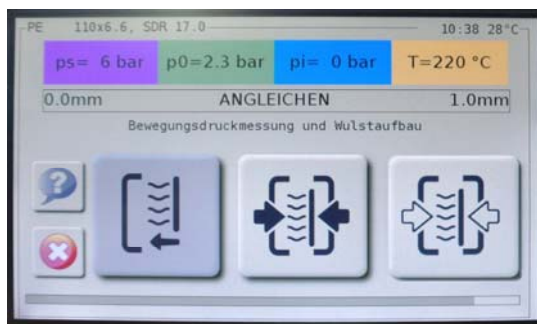 PE 110x6.6, SDR 17.0 10:38 28°C
ps= 6 bar p0=2.3 bar pi= 0 bar T=220 °C
0.0mm ANGLEICHEN 1.0mm
Bewegungsdruckmessung und Wulstaufbau
?